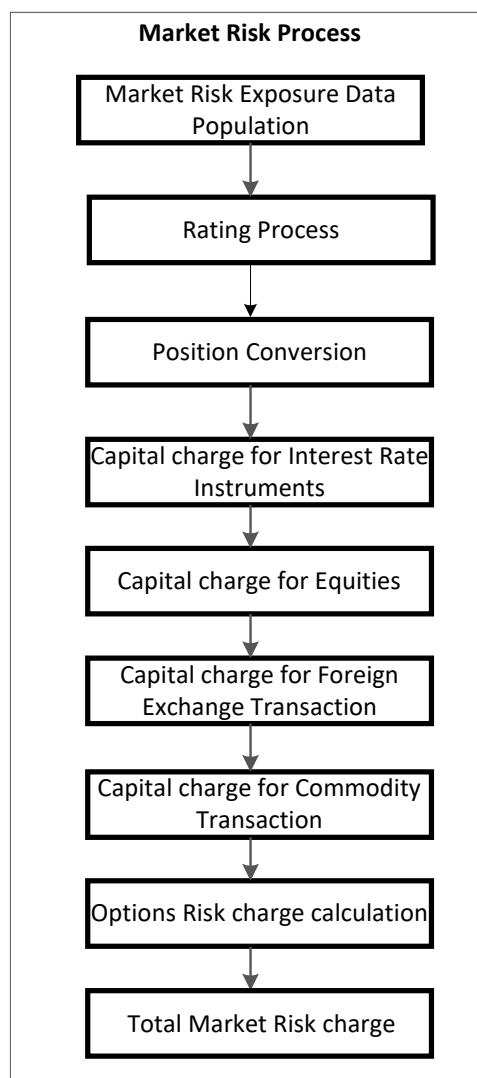 Market Risk Process
Market Risk Exposure Data
Population
Rating Process
Position Conversion
Capital charge for Interest Rate
Instruments
Capital charge for Equities
Capital charge for Foreign
Exchange Transaction
Capital charge for Commodity
Transaction
Options Risk charge calculation
Total Market Risk charge